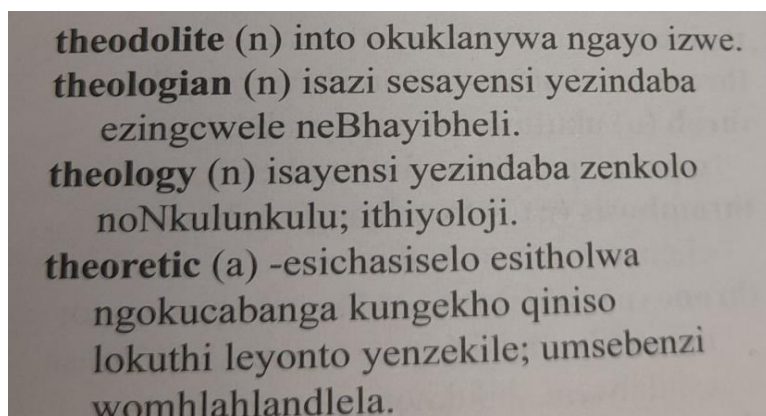 theodolite (n) into okuklanywa ngayo izwe.
theologian (n) isazi sesayensi yezindaba
ezingcwele neBhayibheli.
theology (n) isayensi yezindaba zenkolo
noNkulunkulu; ithiyoloji.
theoretic (a) -esichasiselo esitholwa
ngokucabanga kungekho qiniso
lokuthi leyonto yenzekile; umsebenzi
womhlahlandlela.